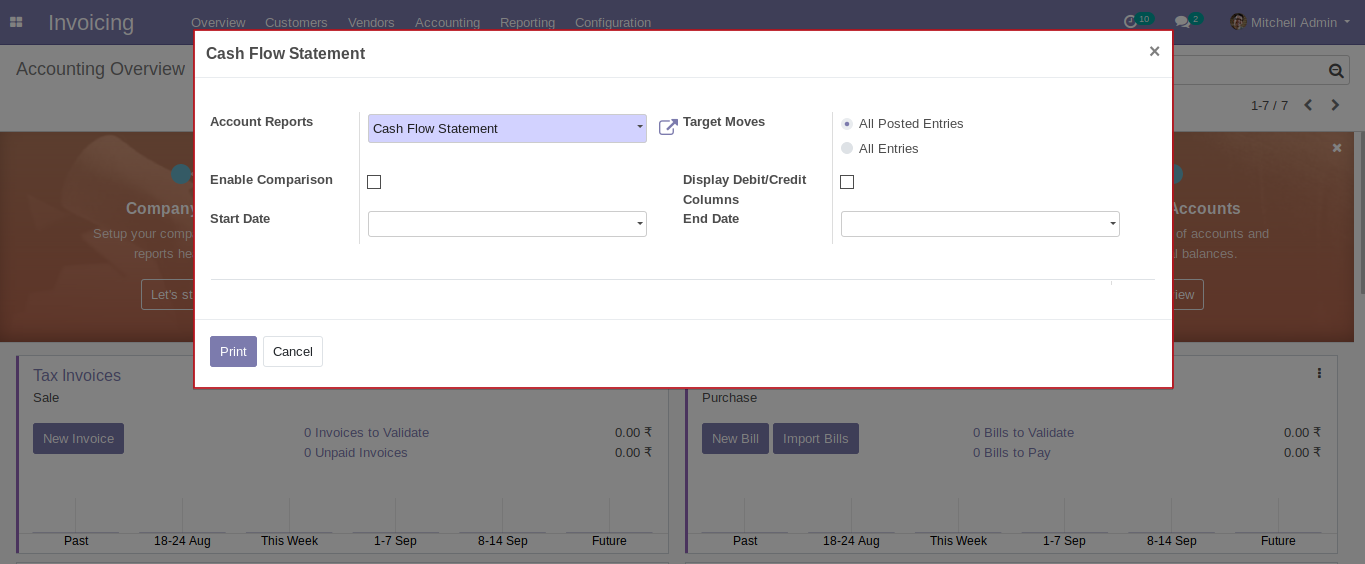 Invoicing Overview Customers Vendors Accounting Reporting Configuration 10 2 Mitchell Admin
Cash Flow Statement ×
Accounting Overview
1-7 / 7
Account Reports Cash Flow Statement Target Moves All Posted Entries
All Entries
Enable Comparison Display Debit/Credit Columns
Start Date End Date
Company
Setup your comp
reports he
Let's st
Accounts
of accounts and
l balances.
iew
Print Cancel
Tax Invoices
Sale
New Invoice
0 Invoices to Validate 0.00 ₹
0 Unpaid Invoices 0.00 ₹
Past 18-24 Aug This Week 1-7 Sep 8-14 Sep Future
Purchase
New Bill Import Bills
0 Bills to Validate 0.00 ₹
0 Bills to Pay 0.00 ₹
Past 18-24 Aug This Week 1-7 Sep 8-14 Sep Future